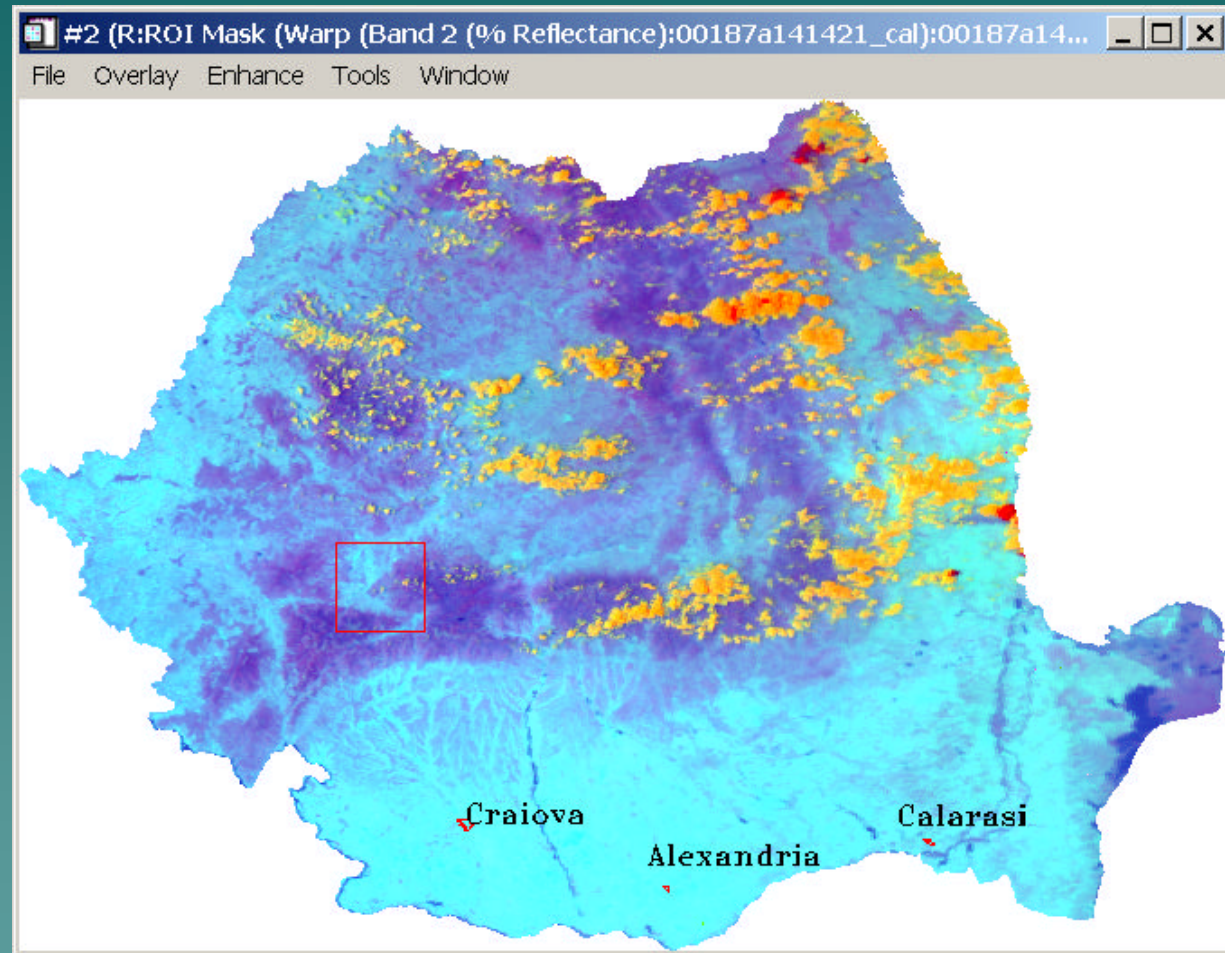 #2 (R:ROI Mask (Warp (Band 2 (% Reflectance):00187a141421_cal):00187a14...
File Overlay Enhance Tools Window
Craiova
Calarasi
Alexandria